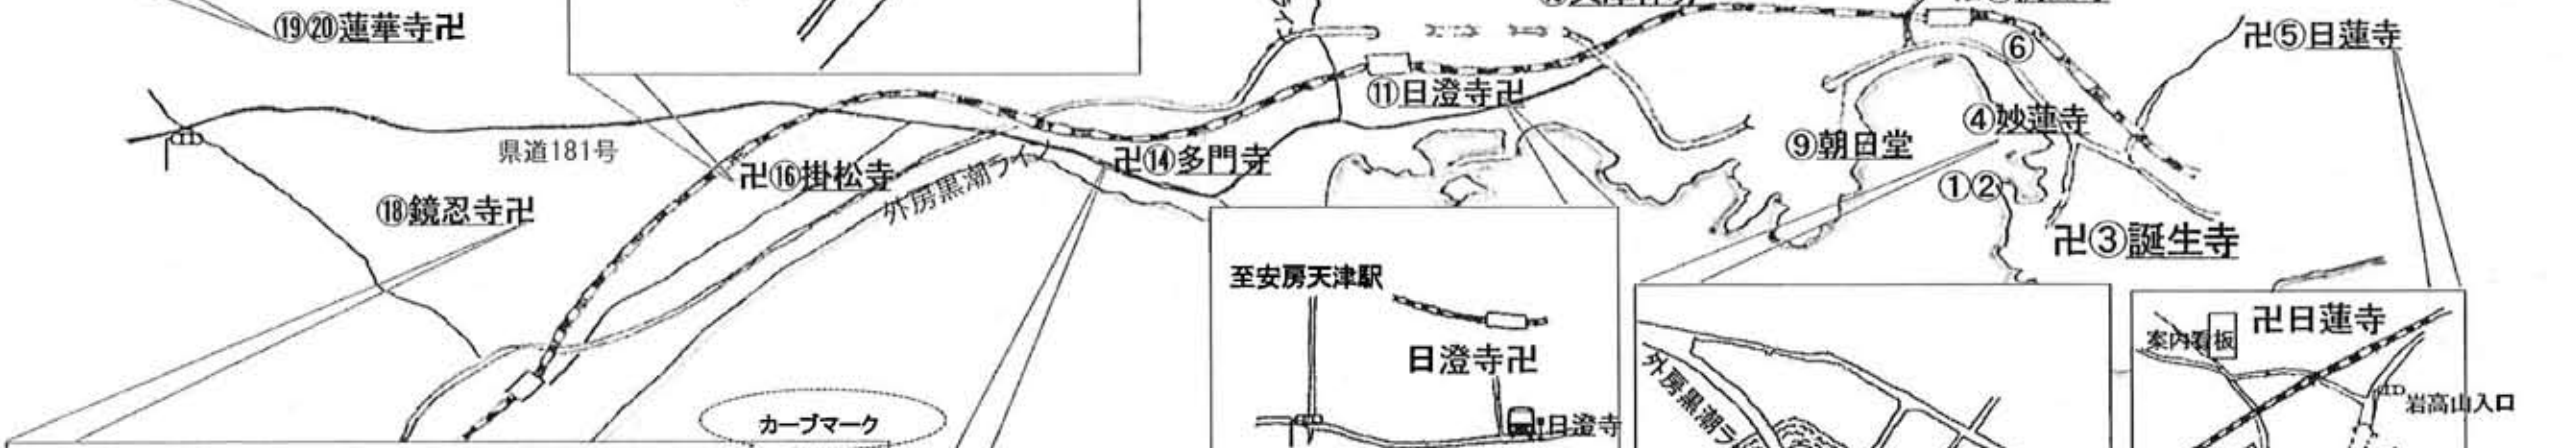 ⑲⑳蓮華寺卍
卍⑤日蓮寺
⑥
⑪日澄寺卍
④妙蓮寺
県道181号
卍⑯掛松寺
卍⑭多門寺
⑨朝日堂
⑱鏡忍寺卍
外房黒潮ライン
①②
卍③誕生寺
至安房天津駅
日澄寺卍
日澄寺
カーブマーク
外房黒潮ラ
卍日蓮寺
案内看板
岩高山入口